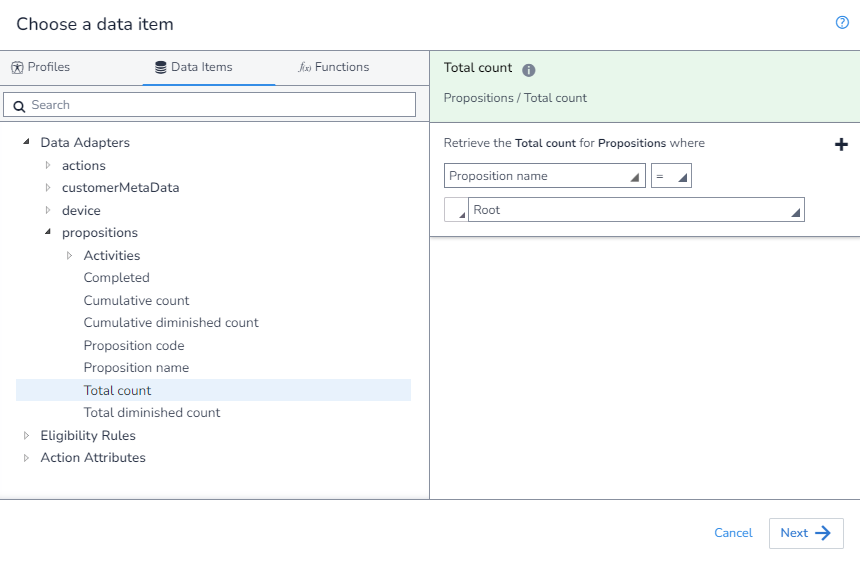 Choose a data item
?
Profiles
Data Items
f(x) Functions
Search
Data Adapters
actions
customerMetaData
device
propositions
Activities
Completed
Cumulative count
Cumulative diminished count
Proposition code
Proposition name
Total count
Total diminished count
Eligibility Rules
Action Attributes
Total count i
Propositions / Total count
Retrieve the Total count for Propositions where
Proposition name =
Root
Cancel
Next